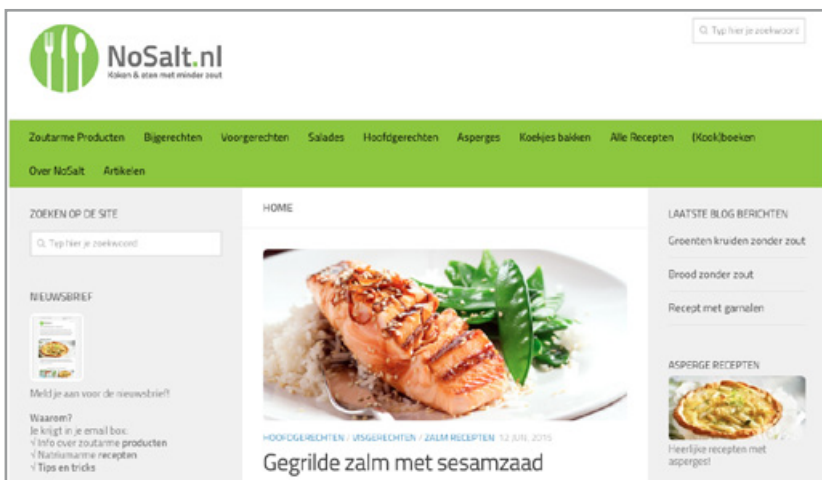 NoSalt.nl
Koken & eten met minder zout
Typ hier je zoekwoord
Zoutarme Producten Bijgerechten Voorgerechten Salades Hoofdgerechten Asperges Koekjes bakken Alle Recepten (Kook)boeken
Over NoSalt Artikelen
ZOEKEN OP DE SITE
Typ hier je zoekwoord
NIEUWSBRIEF
Meld je aan voor de nieuwsbrief!
Waarom?
Je krijgt in je email box:
√ Info over zoutarme producten
√ Natriumarme recepten
√ Tips en tricks
HOME
HOOFDGERECHTEN / VISGERECHTEN / ZALM RECEPTEN 12 JUN, 2015
Gegrilde zalm met sesamzaad
LAATSTE BLOG BERICHTEN
Groenten kruiden zonder zout
Brood zonder zout
Recept met garnalen
ASPERGE RECEPTEN
Heerlijke recepten met
asperges!